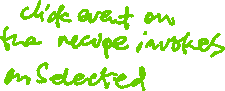 click event on
the recipe invokes
onSelected